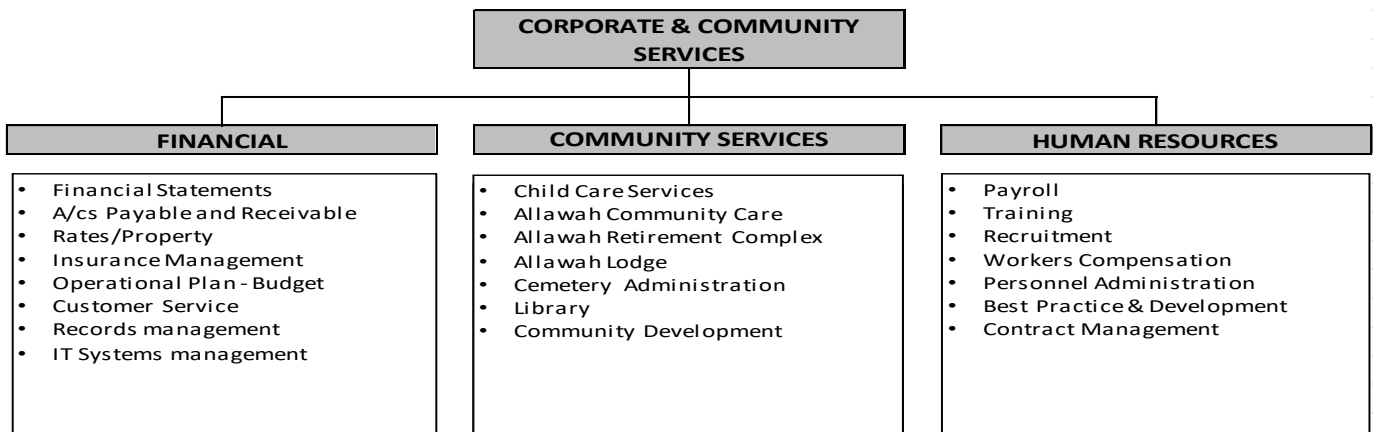 CORPORATE & COMMUNITY
SERVICES
FINANCIAL
• Financial Statements
• A/cs Payable and Receivable
• Rates/Property
• Insurance Management
• Operational Plan - Budget
• Customer Service
• Records management
• IT Systems management
COMMUNITY SERVICES
• Child Care Services
• Allawah Community Care
• Allawah Retirement Complex
• Allawah Lodge
• Cemetery Administration
• Library
• Community Development
HUMAN RESOURCES
• Payroll
• Training
• Recruitment
• Workers Compensation
• Personnel Administration
• Best Practice & Development
• Contract Management